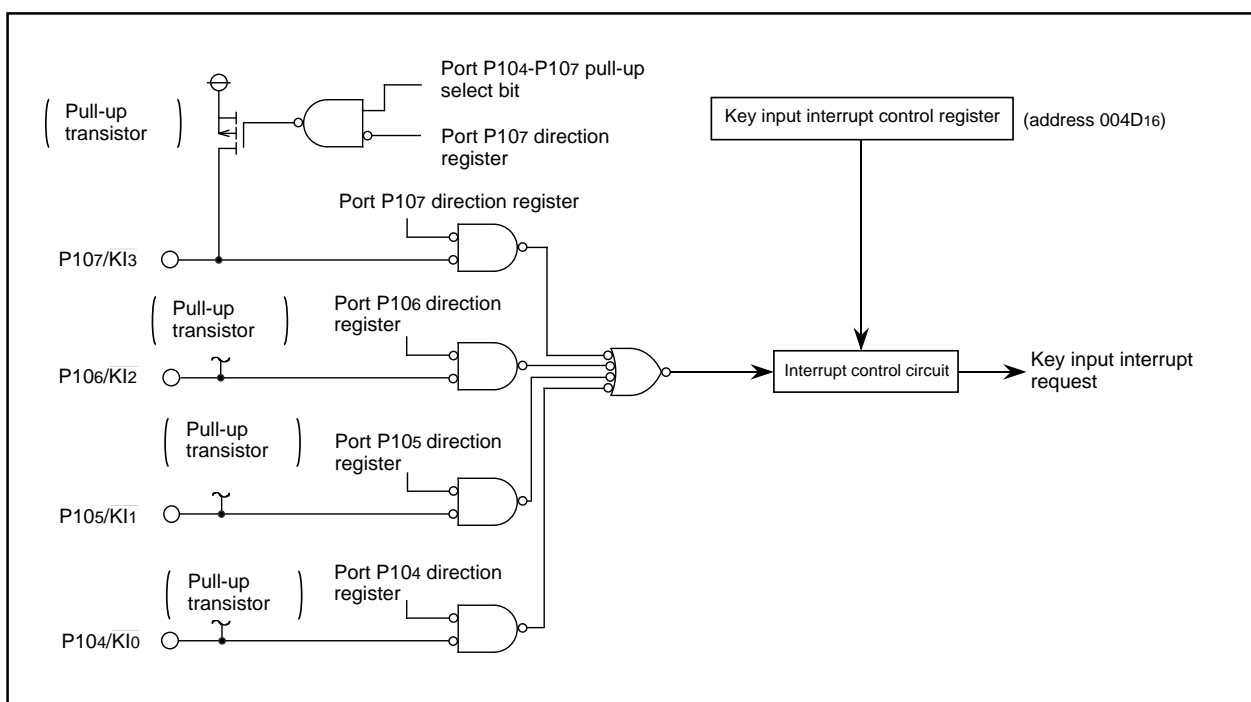 Port P104-P107 pull-up
select bit
( Pull-up
transistor )
Port P107 direction
register
Key input interrupt control register
(address 004D16)
Port P107 direction register
P107/KI3
( Pull-up
transistor )
Port P106 direction
register
P106/KI2
Interrupt control circuit
Key input interrupt
request
( Pull-up
transistor )
Port P105 direction
register
P105/KI1
( Pull-up
transistor )
Port P104 direction
register
P104/KI0